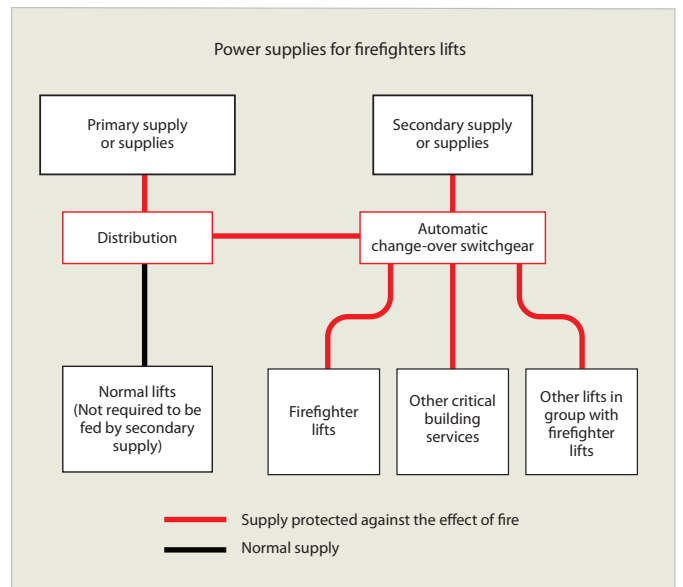 Power supplies for firefighters lifts
Primary supply
or supplies
Secondary supply
or supplies
Distribution
Automatic
change-over switchgear
Normal lifts
(Not required to be
fed by secondary
supply)
Firefighter
lifts
Other critical
building
services
Other lifts in
group with
firefighter
lifts
Supply protected against the effect of fire
Normal supply